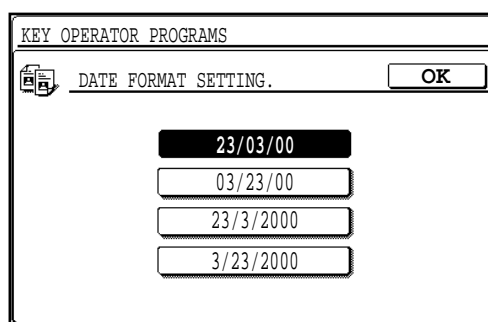 KEY OPERATOR PROGRAMS
DATE FORMAT SETTING.
OK
23/03/00
03/23/00
23/3/2000
3/23/2000